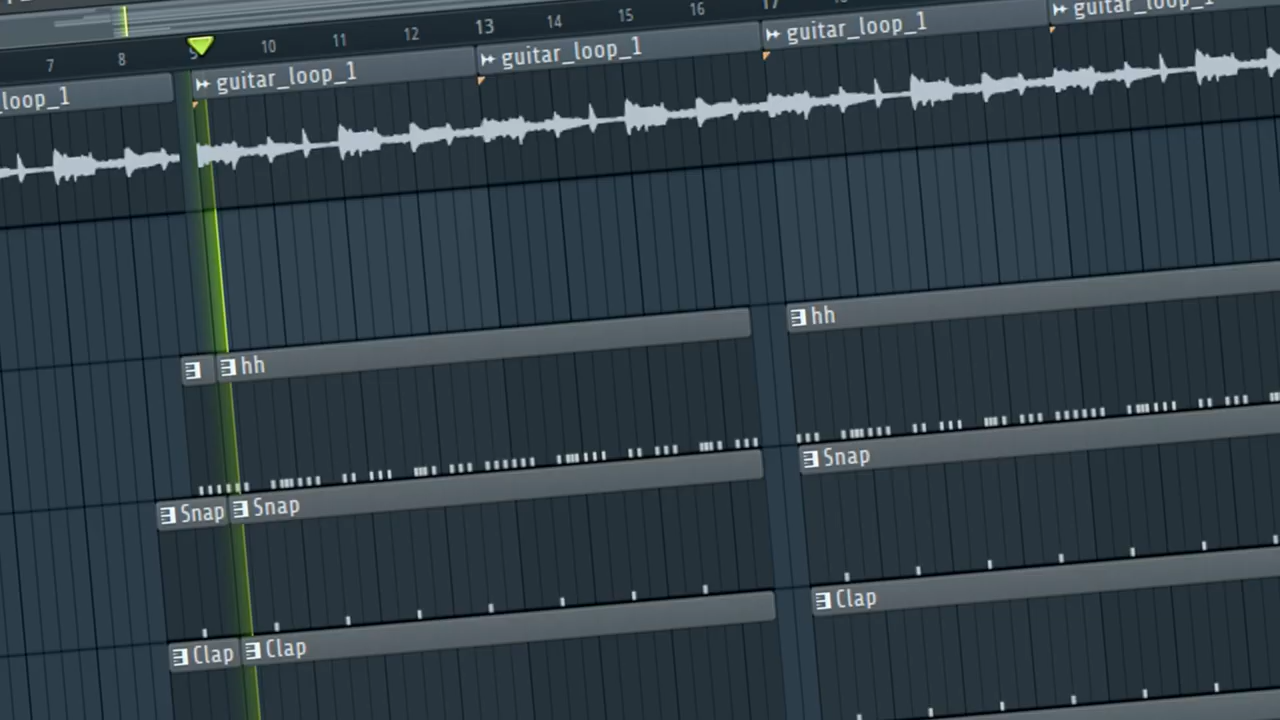 7 8 9 10 11 12 13 14 15 16 17
loop_1 guitar_loop_1 guitar_loop_1 guitar_loop_1 guitar_loop_1
hh hh
Snap Snap Snap
Clap Clap Clap